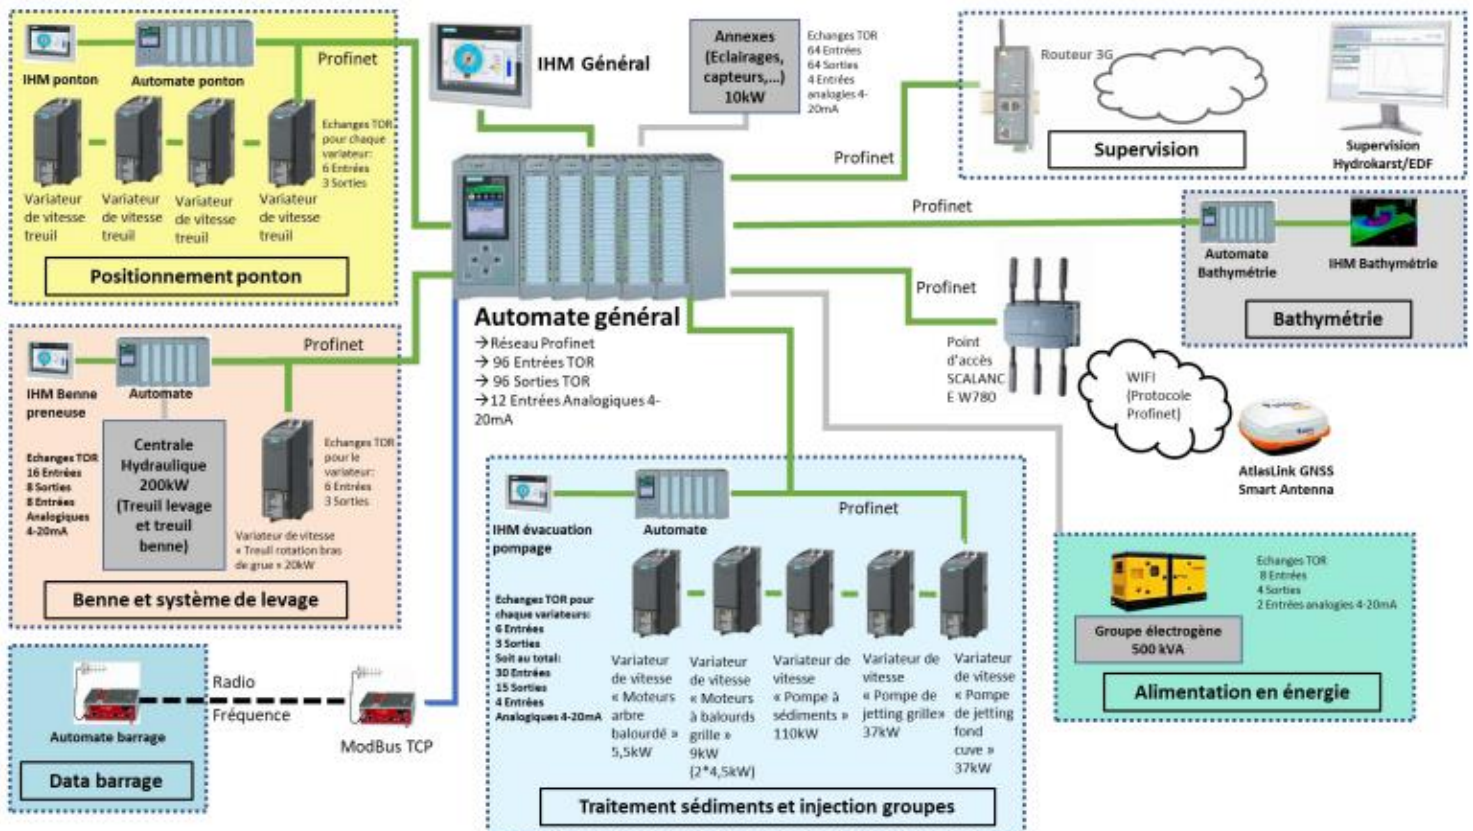 Profinet
IHM ponton
Automate ponton
Echanges TOR
pour chaque
variateur:
6 Entrées
3 Sorties
Variateur
de vitesse
treuil
Variateur
de vitesse
treuil
Variateur
de vitesse
treuil
Variateur
de vitesse
treuil
Positionnement ponton
IHM Général
Annexes
(Eclairages,
capteurs,...)
10kW
Echanges TOR
64 Entrées
64 Sorties
4 Entrées
analogies 4-
20mA
Profinet
Routeur 3G
Supervision
Supervision
Hydrokarst/EDF
Profinet
Automate
Bathymétrie
IHM Bathymétrie
Bathymétrie
Automate général
→Réseau Profinet
→ 96 Entrées TOR
→ 96 Sorties TOR
→12 Entrées Analogiques 4-
20mA
Profinet
Point
d'accès
SCALANC
E W780
WIFI
(Protocole
Profinet)
AtlasLink GNSS
Smart Antenna
Profinet
IHM Benne
preneuse
Automate
Echanges TOR
16 Entrées
8 Sorties
8 Entrées
Analogiques
4-20mA
Centrale
Hydraulique
200kW
(Treuil levage
et treuil
benne)
Echanges TOR
pour le
variateur:
6 Entrées
3 Sorties
Variateur de vitesse
« Treuil rotation bras
de grue » 20kW
Benne et système de levage
Radio
Fréquence
Automate barrage
ModBus TCP
Data barrage
IHM évacuation
pompage
Automate
Profinet
Echanges TOR pour
chaque variateurs:
6 Entrées
3 Sorties
Soit au total:
30 Entrées
15 Sorties
4 Entrées
Analogiques 4-20mA
Variateur
de vitesse
« Moteurs
arbre
balourdé »
5,5kW
Variateur
de vitesse
« Moteurs
à balourds
grille »
9kW
(2*4,5kW)
Variateur de
vitesse
« Pompe à
sédiments »
110kW
Variateur de
vitesse
« Pompe de
jetting grille»
37kW
Variateur
de vitesse
« Pompe
de jetting
fond
cuve »
37kW
Traitement sédiments et injection groupes
Echanges TOR
8 Entrées
4 Sorties
2 Entrées analogies 4-20mA
Groupe électrogène
500 kVA
Alimentation en énergie